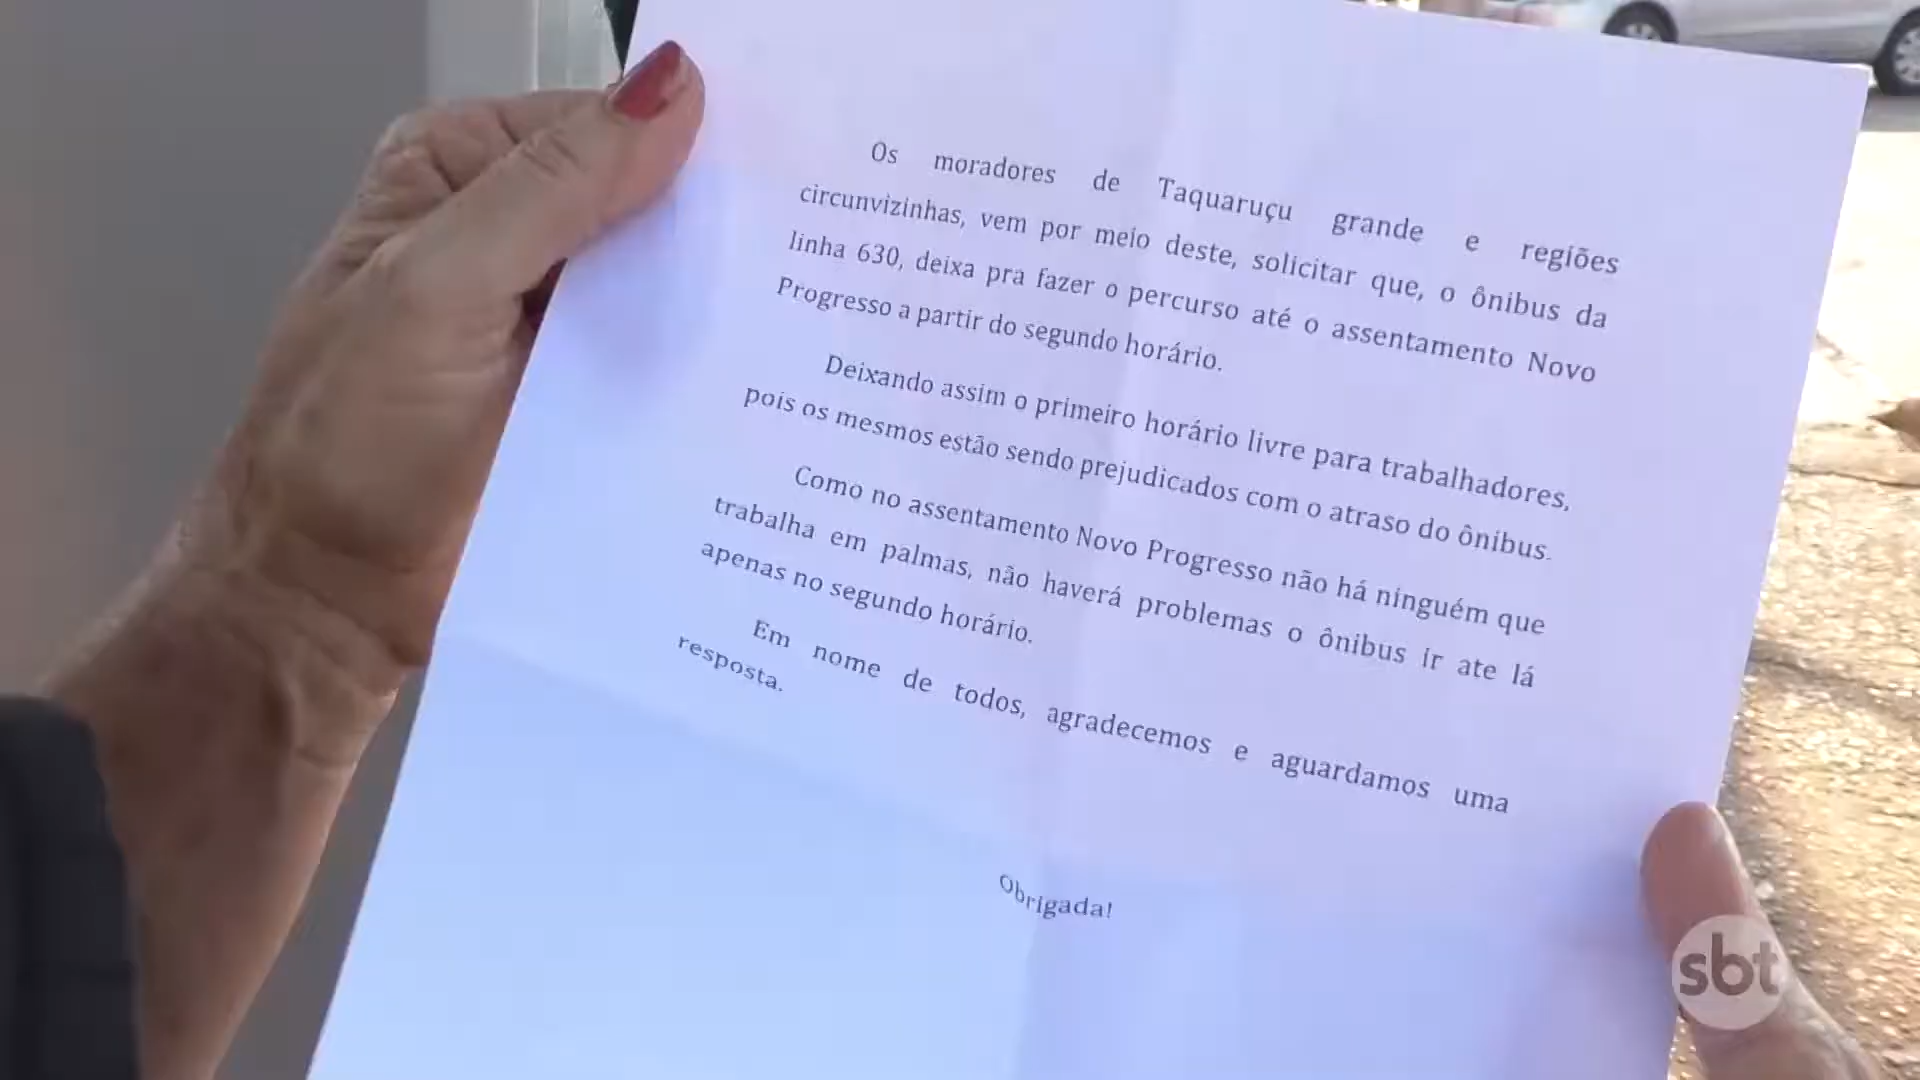 Os moradores de Taquaruçu grande e regiões
circunvizinhas, vem por meio deste, solicitar que, o ônibus da
linha 630, deixa pra fazer o percurso até o assentamento Novo
Progresso a partir do segundo horário.
Deixando assim o primeiro horário livre para trabalhadores,
pois os mesmos estão sendo prejudicados com o atraso do ônibus.
Como no assentamento Novo Progresso não há ninguém que
trabalha em palmas, não haverá problemas o ônibus ir ate lá
apenas no segundo horário.
Em nome de todos, agradecemos e aguardamos uma
resposta.
Obrigada!
sbt